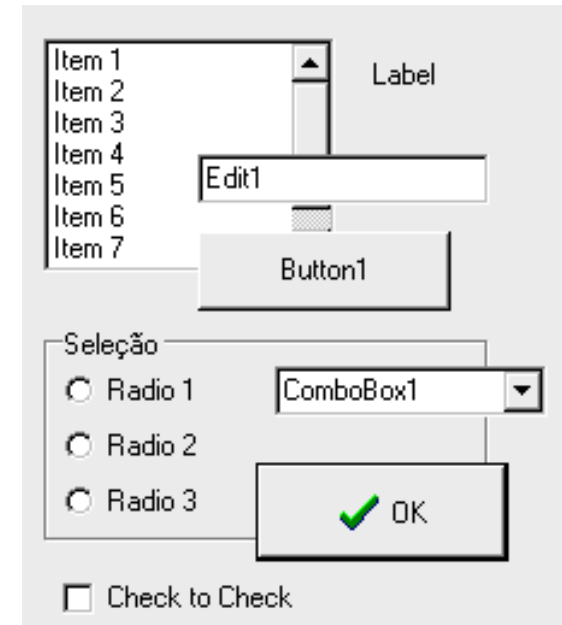 Item 1
Item 2
Item 3
Item 4
Item 5
Item 6
Item 7
Label
Edit1
Button1
Seleção
Radio 1
ComboBox1
Radio 2
Radio 3
OK
Check to Check